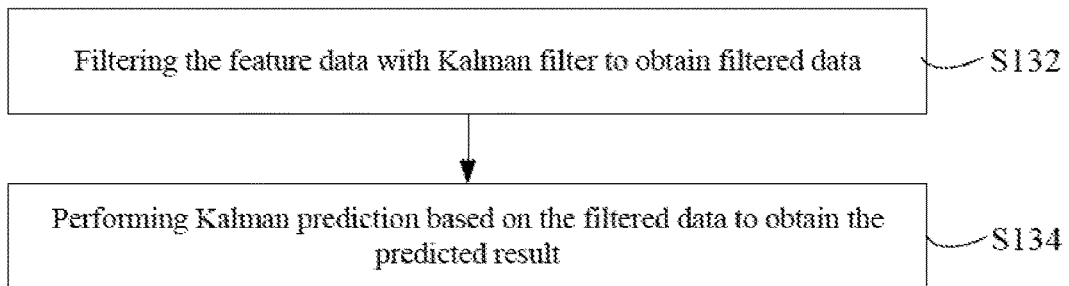 Filtering the feature data with Kalman filter to obtain filtered data
S132
Performing Kalman prediction based on the filtered data to obtain the
predicted result
S134